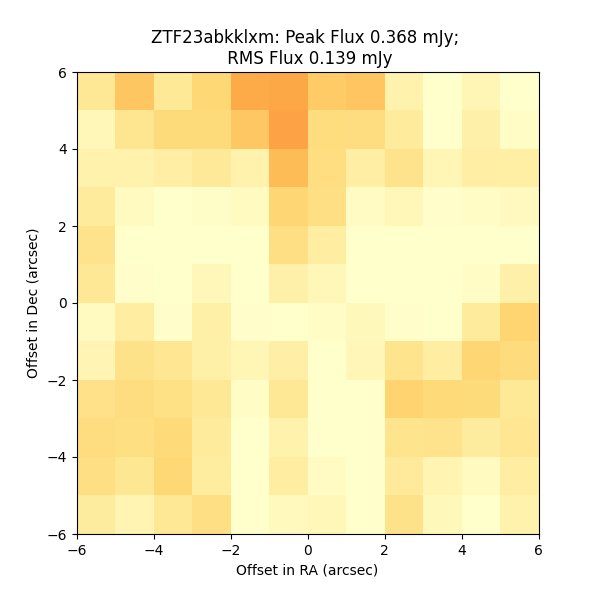 ZTF23abkklxm: Peak Flux 0.368 mJy;
RMS Flux 0.139 mJy
6
4
2
0
−2
−4
−6
Offset in Dec (arcsec)
−6 −4 −2 0 2 4 6
Offset in RA (arcsec)